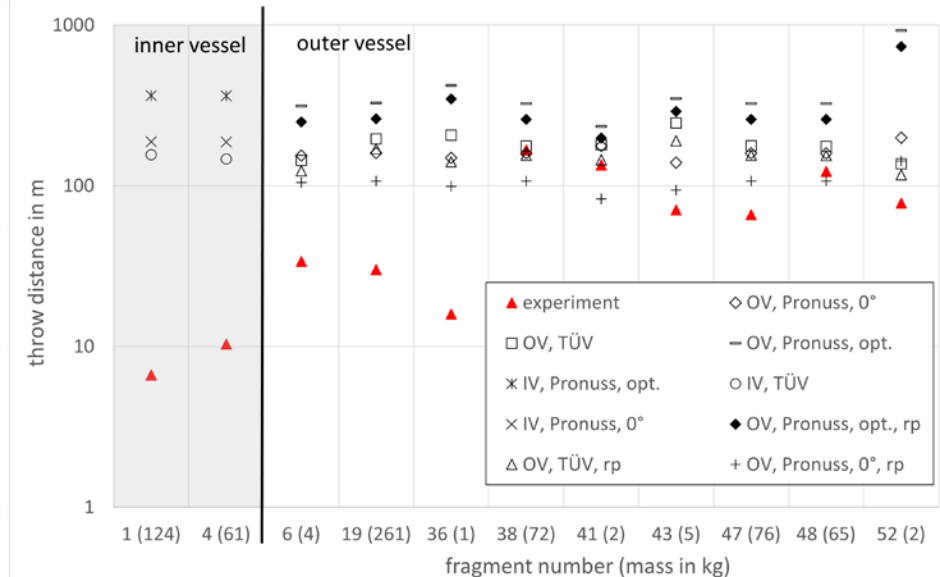 1000
inner vessel
outer vessel
100
10
1
throw distance in m
experiment
OV, Pronuss, 0°
OV, TÜV
OV, Pronuss, opt.
IV, Pronuss, opt.
IV, TÜV
IV, Pronuss, 0°
OV, Pronuss, opt., rp
OV, TÜV, rp
OV, Pronuss, 0°, rp
1 (124) 4 (61) 6 (4) 19 (261) 36 (1) 38 (72) 41 (2) 43 (5) 47 (76) 48 (65) 52 (2)
fragment number (mass in kg)